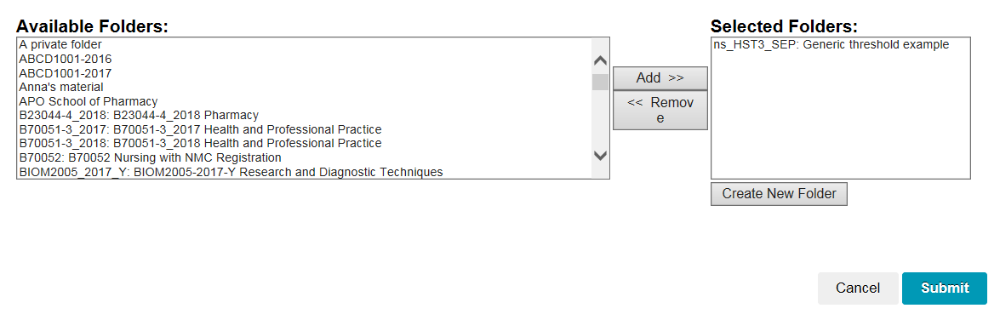 Available Folders:
A private folder
ABCD1001-2016
ABCD1001-2017
Anna's material
APO School of Pharmacy
B23044-4_2018: B23044-4_2018 Pharmacy
B70051-3_2017: B70051-3_2017 Health and Professional Practice
B70051-3_2018: B70051-3_2018 Health and Professional Practice
B70052: B70052 Nursing with NMC Registration
BIOM2005_2017_Y: BIOM2005-2017-Y Research and Diagnostic Techniques
Add >>
<< Remov
e
Selected Folders:
ns_HST3_SEP: Generic threshold example
Create New Folder
Cancel
Submit